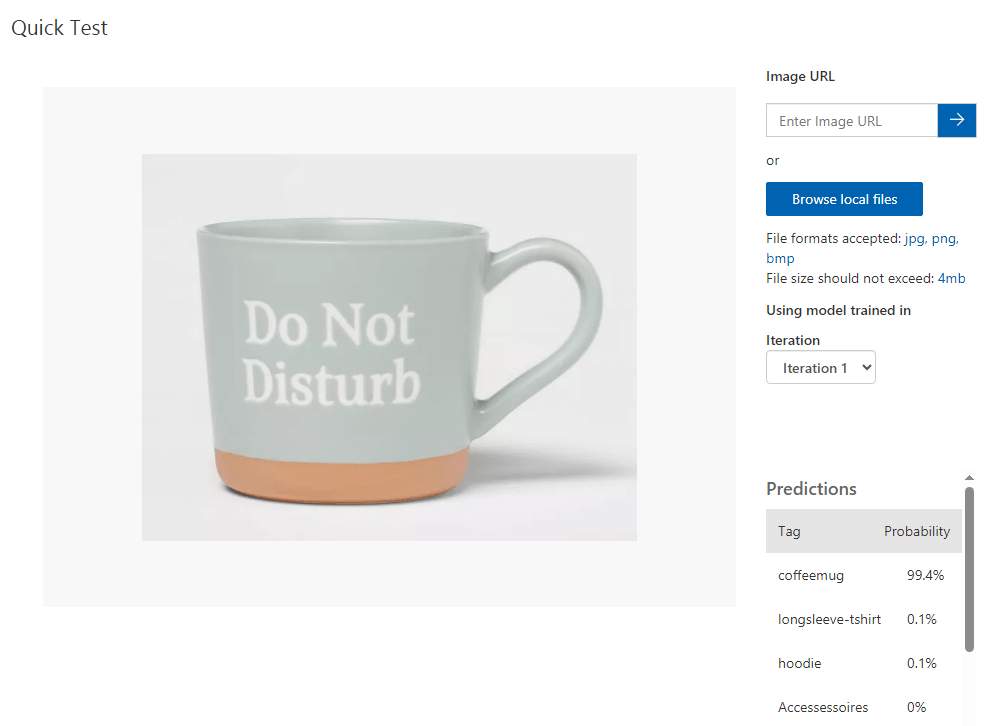 Quick Test
Do Not
Disturb
Image URL
Enter Image URL
or
Browse local files
File formats accepted: jpg, png,
bmp
File size should not exceed: 4mb
Using model trained in
Iteration
Iteration 1
Predictions
Tag Probability
coffeemug 99.4%
longsleeve-tshirt 0.1%
hoodie 0.1%
Accessessoires 0%